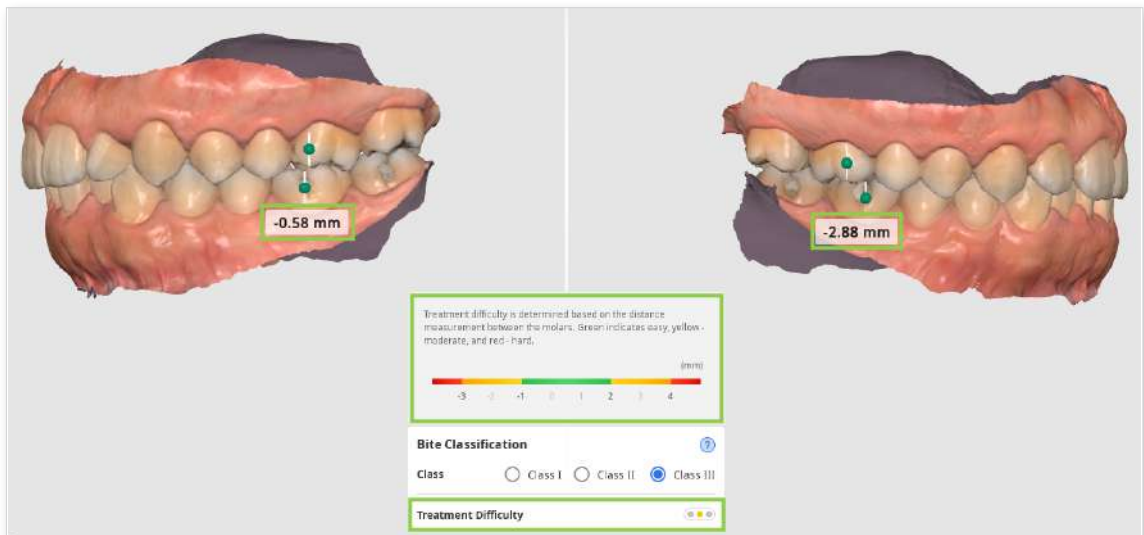 -0.58 mm
-2.88 mm
Treatment difficulty is determined based on the distance
measurement between the molars. Green indicates easy, yellow -
moderate, and red - hard.
(mm)
-3 -2 -1 0 1 2 3 4
Bite Classification ?
Class Class I Class II Class III
Treatment Difficulty